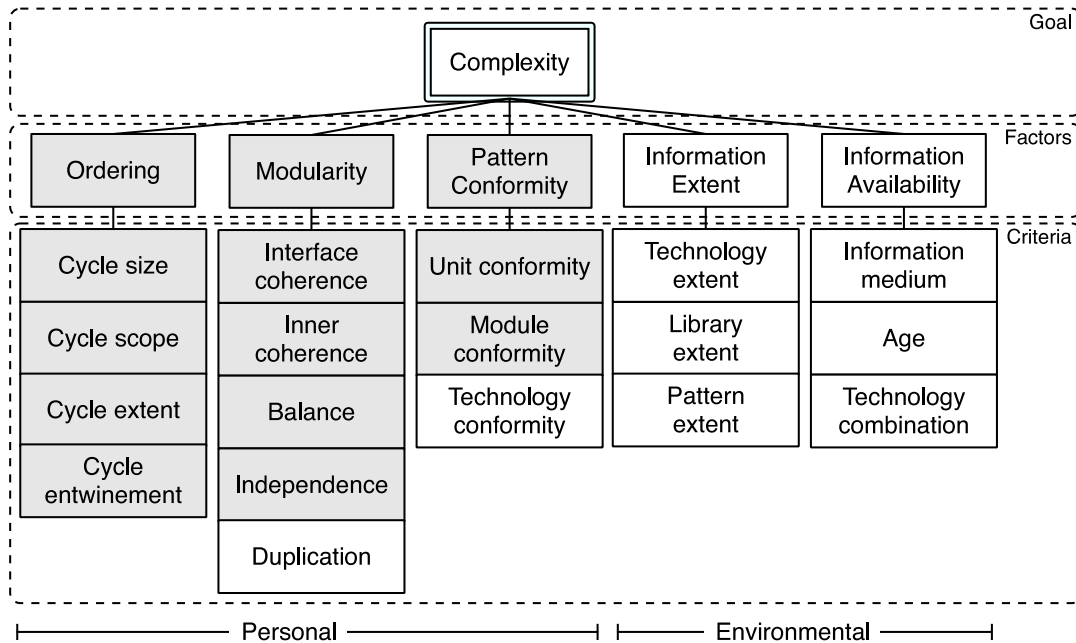 Goal
Complexity
Factors
Ordering
Modularity
Pattern
Conformity
Information
Extent
Information
Availability
Criteria
Cycle size
Cycle scope
Cycle extent
Cycle
entwinement
Interface
coherence
Inner
coherence
Balance
Independence
Duplication
Unit conformity
Module
conformity
Technology
conformity
Technology
extent
Library
extent
Pattern
extent
Information
medium
Age
Technology
combination
Personal
Environmental